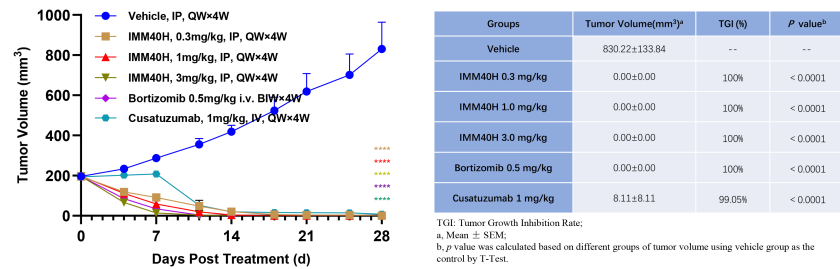 Tumor Volume (mm³)
1000
800
600
400
200
0
0 7 14 21 28
Days Post Treatment (d)
Vehicle, IP, QW×4W
IMM40H, 0.3mg/kg, IP, QW×4W
IMM40H, 1mg/kg, IP, QW×4W
IMM40H, 3mg/kg, IP, QW×4W
Bortizomib 0.5mg/kg i.v. BIW×4W
Cusatuzumab, 1mg/kg, IV, QW×4W
****
****
****
****
****
Groups Tumor Volume(mm³)ᵃ TGI (%) P valueᵇ
Vehicle 830.22±133.84 -- --
IMM40H 0.3 mg/kg 0.00±0.00 100% < 0.0001
IMM40H 1.0 mg/kg 0.00±0.00 100% < 0.0001
IMM40H 3.0 mg/kg 0.00±0.00 100% < 0.0001
Bortizomib 0.5 mg/kg 0.00±0.00 100% < 0.0001
Cusatuzumab 1 mg/kg 8.11±8.11 99.05% < 0.0001
TGI: Tumor Growth Inhibition Rate;
a, Mean ± SEM;
b, p value was calculated based on different groups of tumor volume using vehicle group as the
control by T-Test.